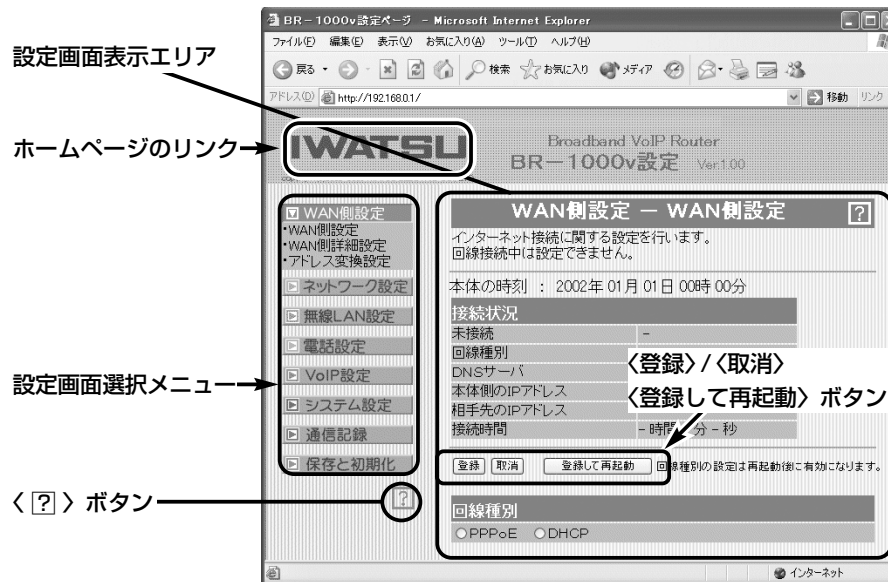 BR－1000v設定ページ － Microsoft Internet Explorer
ファイル(F) 編集(E) 表示(V) お気に入り(A) ツール(T) ヘルプ(H)
戻る 検索 お気に入り メディア
アドレス(D) http://192.168.0.1/ 移動 リンク
設定画面表示エリア
ホームページのリンク
IWATSU
Broadband VoIP Router
BR－1000v設定 Ver.1.00
設定画面選択メニュー
WAN側設定
・WAN側設定
・WAN側詳細設定
・アドレス変換設定
ネットワーク設定
無線LAN設定
電話設定
VoIP設定
システム設定
通信記録
保存と初期化
?
〈 ? 〉 ボタン
WAN側設定 － WAN側設定 ?
インターネット接続に関する設定を行います。
回線接続中は設定できません。
本体の時刻 ： 2002年 01月 01日 00時 00分
接続状況
未接続 －
回線種別
DNSサーバ
本体側のIPアドレス
相手先のIPアドレス
接続時間 －時間 分－秒
〈登録〉/〈取消〉
〈登録して再起動〉 ボタン
登録 取消 登録して再起動 回線種別の設定は再起動後に有効になります。
回線種別
PPPoE DHCP
インターネット